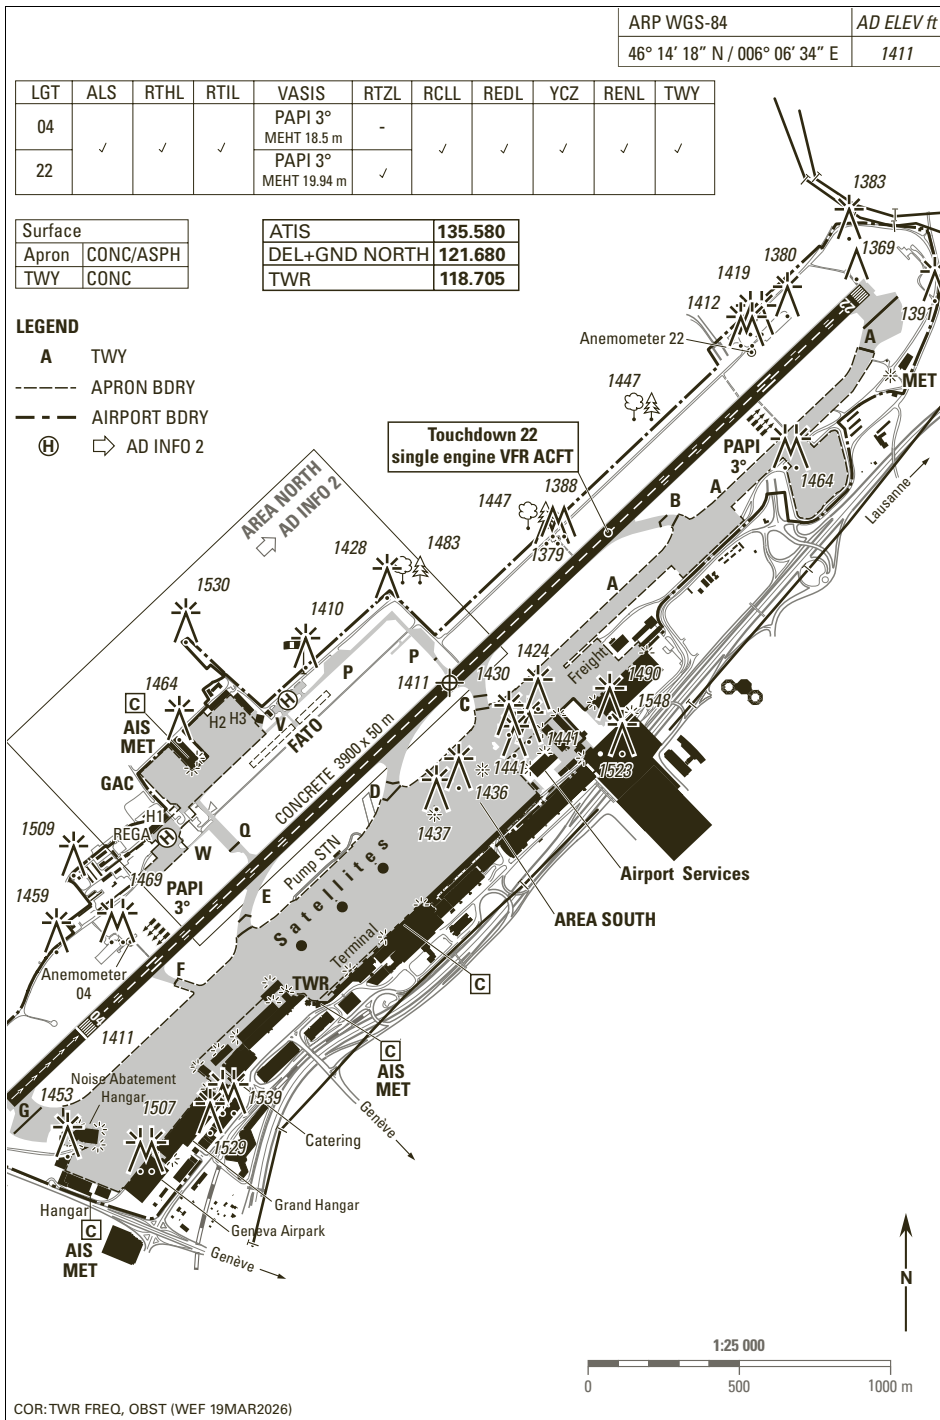 ARP WGS-84 AD ELEV ft
46° 14′ 18″ N / 006° 06′ 34″ E 1411
LGT ALS RTHL RTIL VASIS RTZL RCLL REDL YCZ RENL TWY
04 ✓ ✓ ✓ PAPI 3° MEHT 18.5 m - ✓ ✓ ✓ ✓ ✓
22 PAPI 3° MEHT 19.94 m ✓
Surface
Apron CONC/ASPH
TWY CONC
ATIS 135.580
DEL+GND NORTH 121.680
TWR 118.705
LEGEND
A TWY
APRON BDRY
AIRPORT BDRY
H AD INFO 2
1383
1369
1380
1419
1412
1391
Anemometer 22
22
A
MET
1447
Touchdown 22
single engine VFR ACFT
PAPI
3°
1464
Lausanne
AREA NORTH
AD INFO 2
1447
1388
1379
B
A
1428
1483
1530
1410
A
P
P
1424
Freight
1411
1430
1490
1464
C
AIS
MET
H2
H3
V
H
FATO
C
1548
1441
1441
1523
CONCRETE 3900 x 50 m
GAC
1436
1437
D
H1
REGA
H
Q
W
1509
1469
Pump STN
Satellites
Airport Services
1459
PAPI
3°
E
AREA SOUTH
Terminal
Anemometer
04
F
TWR
C
04
1411
C
AIS
MET
Noise Abatement
Hangar
1453
G
1507
1539
1529
Catering
Genève
Grand Hangar
Hangar
Geneva Airpark
C
AIS
MET
Genève
N
1:25 000
0 500 1000 m
COR: TWR FREQ, OBST (WEF 19MAR2026)